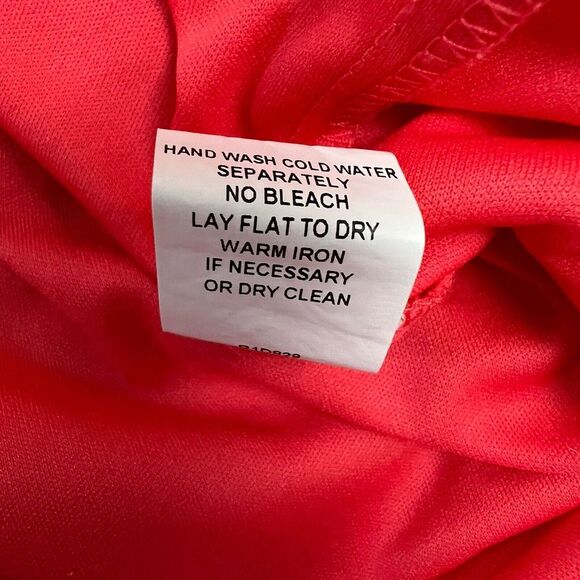 HAND WASH COLD WATER
SEPARATELY
NO BLEACH
LAY FLAT TO DRY
WARM IRON
IF NECESSARY
OR DRY CLEAN